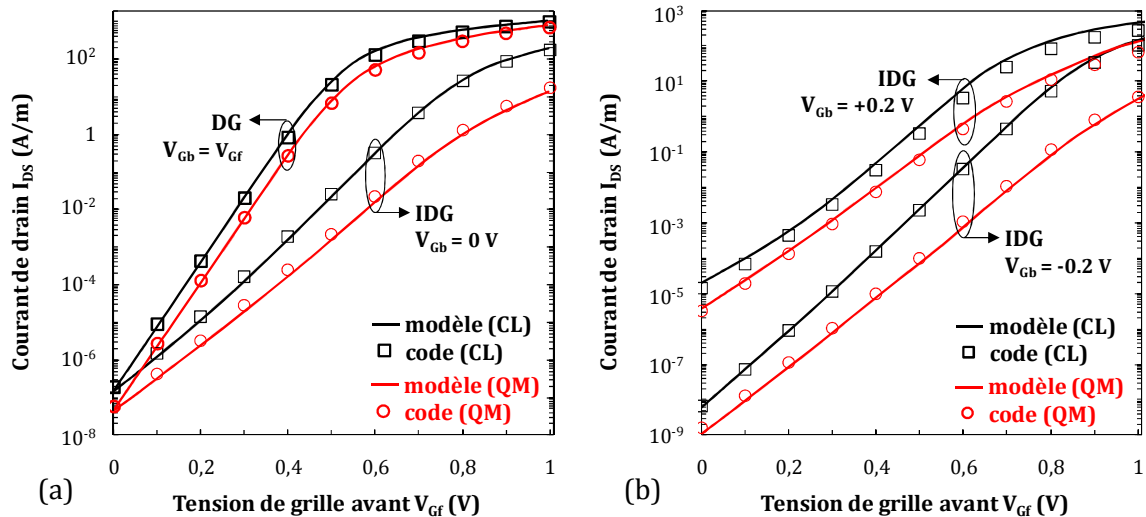 Courant de drain I_DS (A/m)
10^2
1
10^-2
10^-4
10^-6
10^-8
DG
V_Gb = V_Gf
IDG
V_Gb = 0 V
modèle (CL)
code (CL)
modèle (QM)
code (QM)
0
0,2
0,4
0,6
0,8
1
(a)
Tension de grille avant V_Gf (V)
Courant de drain I_DS (A/m)
10^3
10^1
10^-1
10^-3
10^-5
10^-7
10^-9
IDG
V_Gb = +0.2 V
IDG
V_Gb = -0.2 V
modèle (CL)
code (CL)
modèle (QM)
code (QM)
0
0,2
0,4
0,6
0,8
1
(b)
Tension de grille avant V_Gf (V)